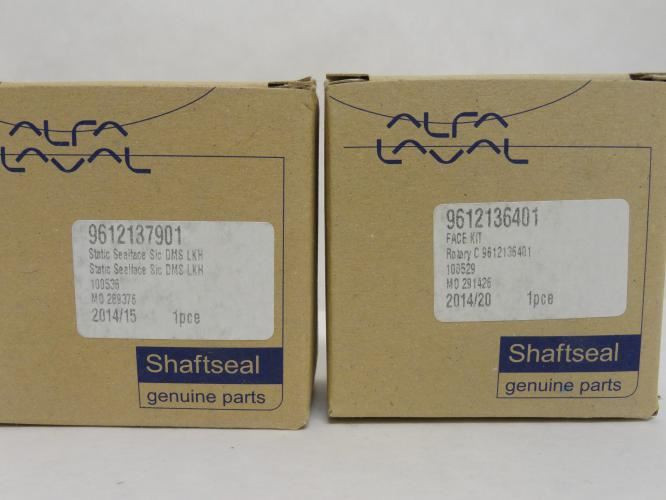 ALFA
LAVAL
9612137901
Static Sealface Sic DMS LKH
Static Sealface Sic DMS LKH
100536
MO 289376
2014/15 1pce
Shaftseal
genuine parts
ALFA
LAVAL
9612136401
FACE KIT
Rotary C 9612136401
100529
MO 291426
2014/20 1pce
Shaftseal
genuine parts